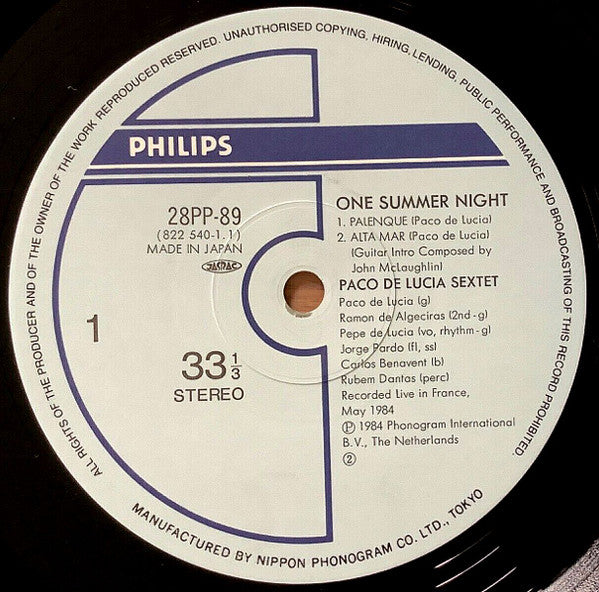 ALL RIGHTS OF THE PRODUCER AND OF THE OWNER OF THE WORK REPRODUCED RESERVED. UNAUTHORISED COPYING, HIRING, LENDING, PUBLIC PERFORMANCE AND BROADCASTING OF THIS RECORD PROHIBITED.
PHILIPS
28PP-89
(822 540-1.1)
MADE IN JAPAN
JASRAC
1
33 1/3
STEREO
ONE SUMMER NIGHT
1. PALENQUE (Paco de Lucia)
2. ALTA MAR (Paco de Lucia)
(Guitar Intro Composed by
John McLaughlin)
PACO DE LUCIA SEXTET
Paco de Lucia (g)
Ramon de Algeciras (2nd-g)
Pepe de Lucia (vo, rhythm-g)
Jorge Pardo (fl, ss)
Carlos Benavent (b)
Rubem Dantas (perc)
Recorded Live in France,
May 1984
Ⓟ 1984 Phonogram International
B.V., The Netherlands
②
MANUFACTURED BY NIPPON PHONOGRAM CO. LTD., TOKYO